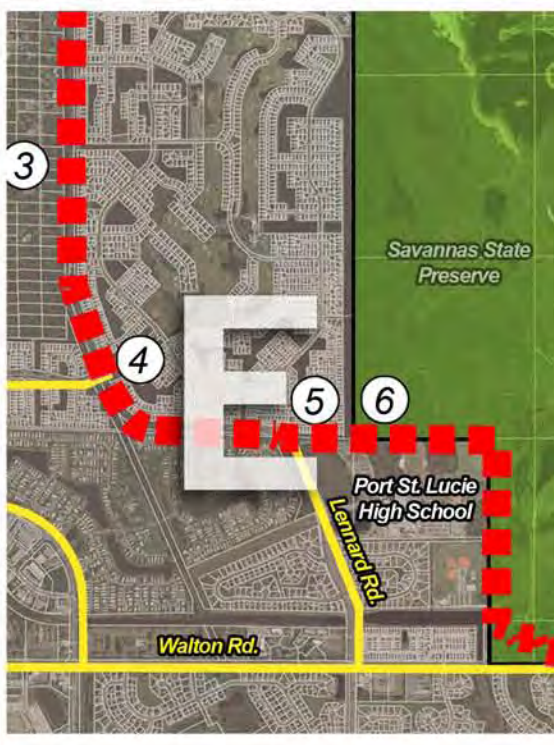 3
Savannas State
Preserve
E
4
5
6
Port St. Lucie
High School
Lennard Rd.
Walton Rd.